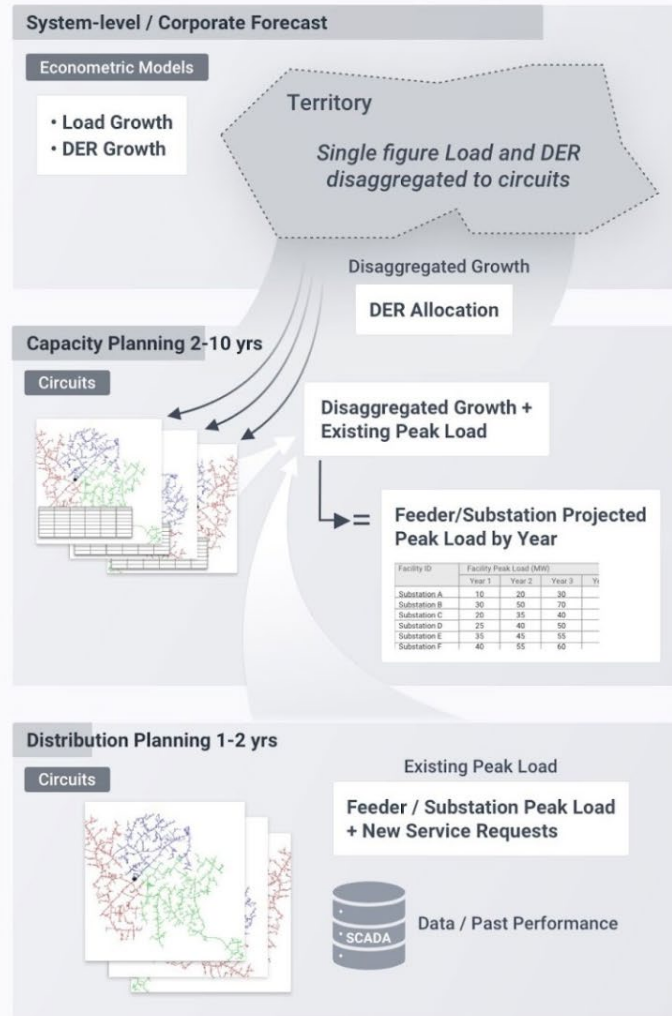 System-level / Corporate Forecast
Econometric Models
• Load Growth
• DER Growth
Territory
Single figure Load and DER
disaggregated to circuits
Disaggregated Growth
DER Allocation
Capacity Planning 2-10 yrs
Circuits
Disaggregated Growth +
Existing Peak Load
=
Feeder/Substation Projected
Peak Load by Year
Facility ID Facility Peak Load (MW)
Year 1 Year 2 Year 3
Substation A 10 20 30
Substation B 30 50 70
Substation C 20 35 40
Substation D 25 40 50
Substation E 35 45 55
Substation F 40 55 60
Distribution Planning 1-2 yrs
Circuits
Existing Peak Load
Feeder / Substation Peak Load
+ New Service Requests
SCADA
Data / Past Performance